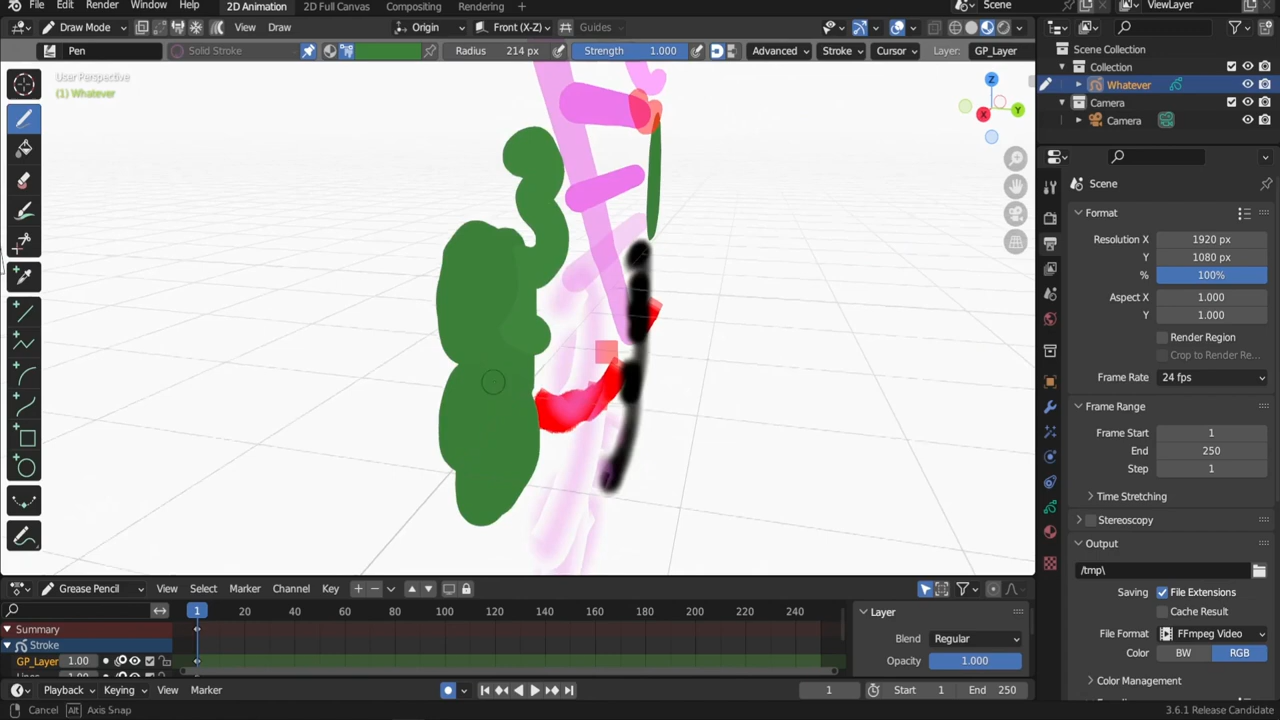 File Edit Render Window Help 2D Animation 2D Full Canvas Compositing Rendering Scene ViewLayer
Draw Mode View Draw Origin Front (X-Z) Guides
Pen Solid Stroke Radius 214 px Strength 1.000 Advanced Stroke Cursor Layer: GP_Layer
User Perspective
(1) Whatever
Z
Y
X
Scene Collection
Collection
Whatever
Camera
Camera
Scene
Format
Resolution X 1920 px
Y 1080 px
% 100%
Aspect X 1.000
Y 1.000
Render Region
Crop to Render Re...
Frame Rate 24 fps
Frame Range
Frame Start 1
End 250
Step 1
Time Stretching
Stereoscopy
Output
/tmp\
Saving File Extensions
Cache Result
File Format FFmpeg Video
Color BW RGB
Color Management
Grease Pencil View Select Marker Channel Key
1 20 40 60 80 100 120 140 160 180 200 220 240
Summary
Stroke
GP_Layer 1.00
Layer
Blend Regular
Opacity 1.000
Playback Keying View Marker 1 Start 1 End 250
Cancel Alt Axis Snap 3.6.1 Release Candidate